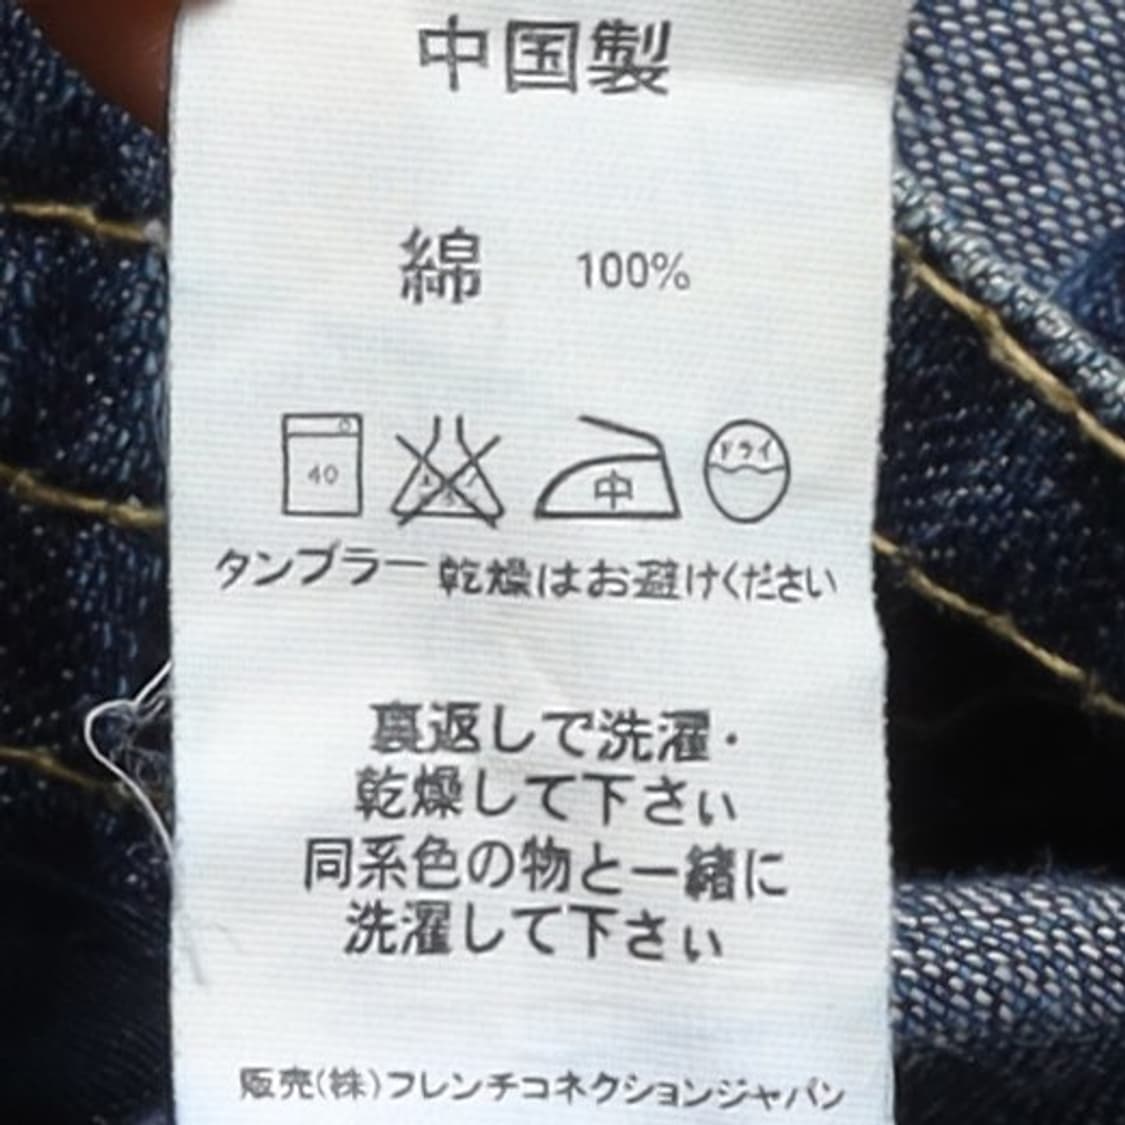 中国製
綿 100%
40 中 ドライ
タンブラー乾燥はお避けください
裏返しで洗濯・
乾燥して下さい
同系色の物と一緒に
洗濯して下さい
販売(株)フレンチコネクションジャパン